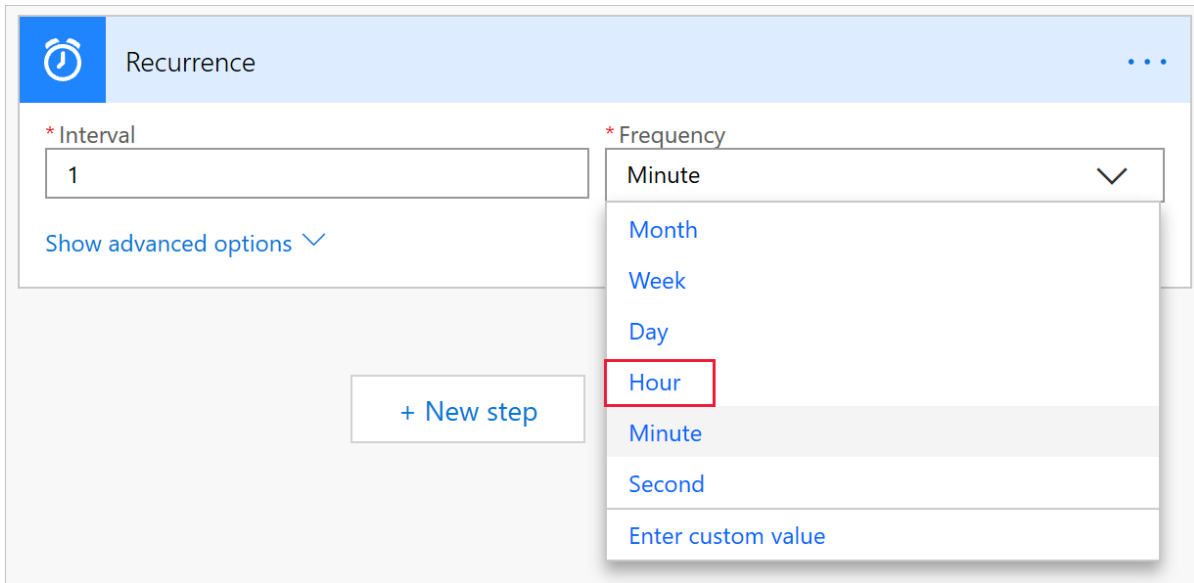 Recurrence
* Interval
* Frequency
1
Minute
Show advanced options
Month
Week
Day
Hour
Minute
Second
Enter custom value
+ New step